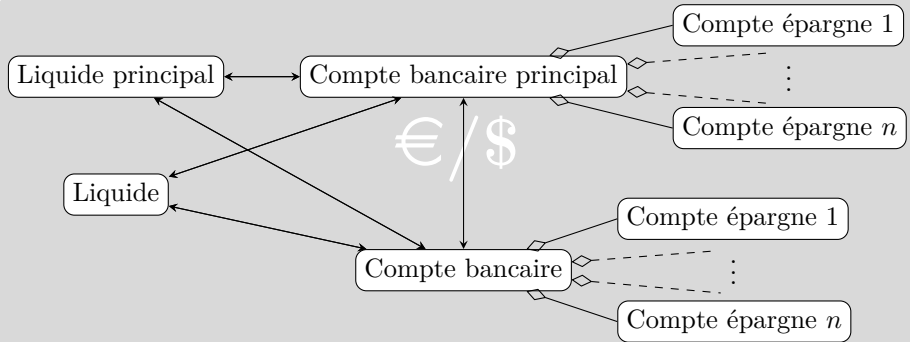 Compte épargne 1
Liquide principal
Compte bancaire principal
⋮
Compte épargne n
€/$
Liquide
Compte épargne 1
Compte bancaire
⋮
Compte épargne n